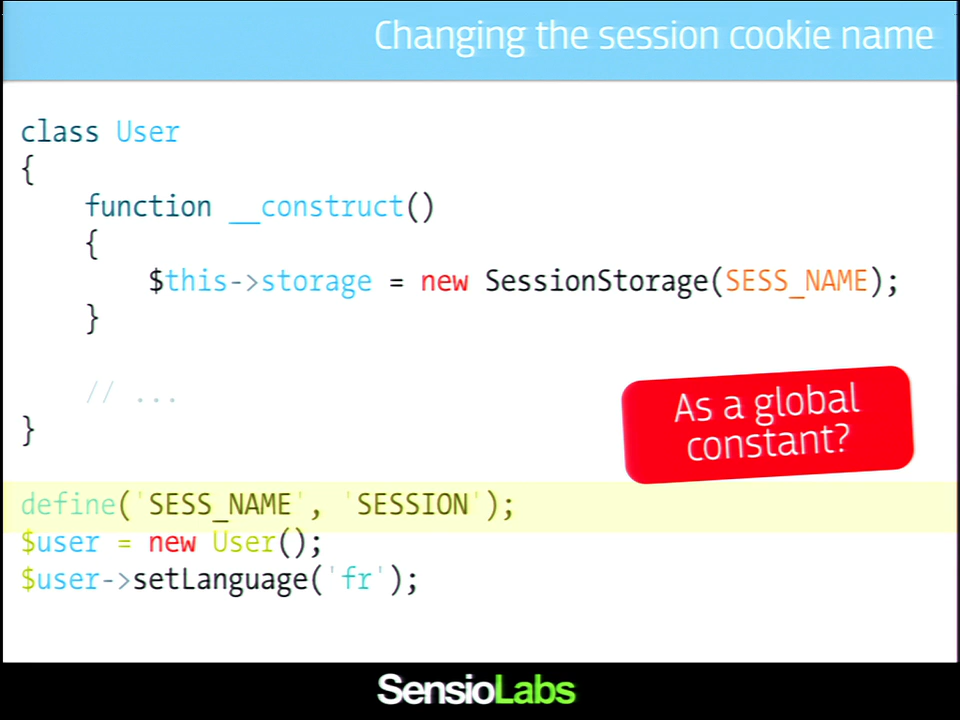 Changing the session cookie name
class User
{
function __construct()
{
$this->storage = new SessionStorage(SESS_NAME);
}
// ...
}
As a global
constant?
define('SESS_NAME', 'SESSION');
$user = new User();
$user->setLanguage('fr');
SensioLabs